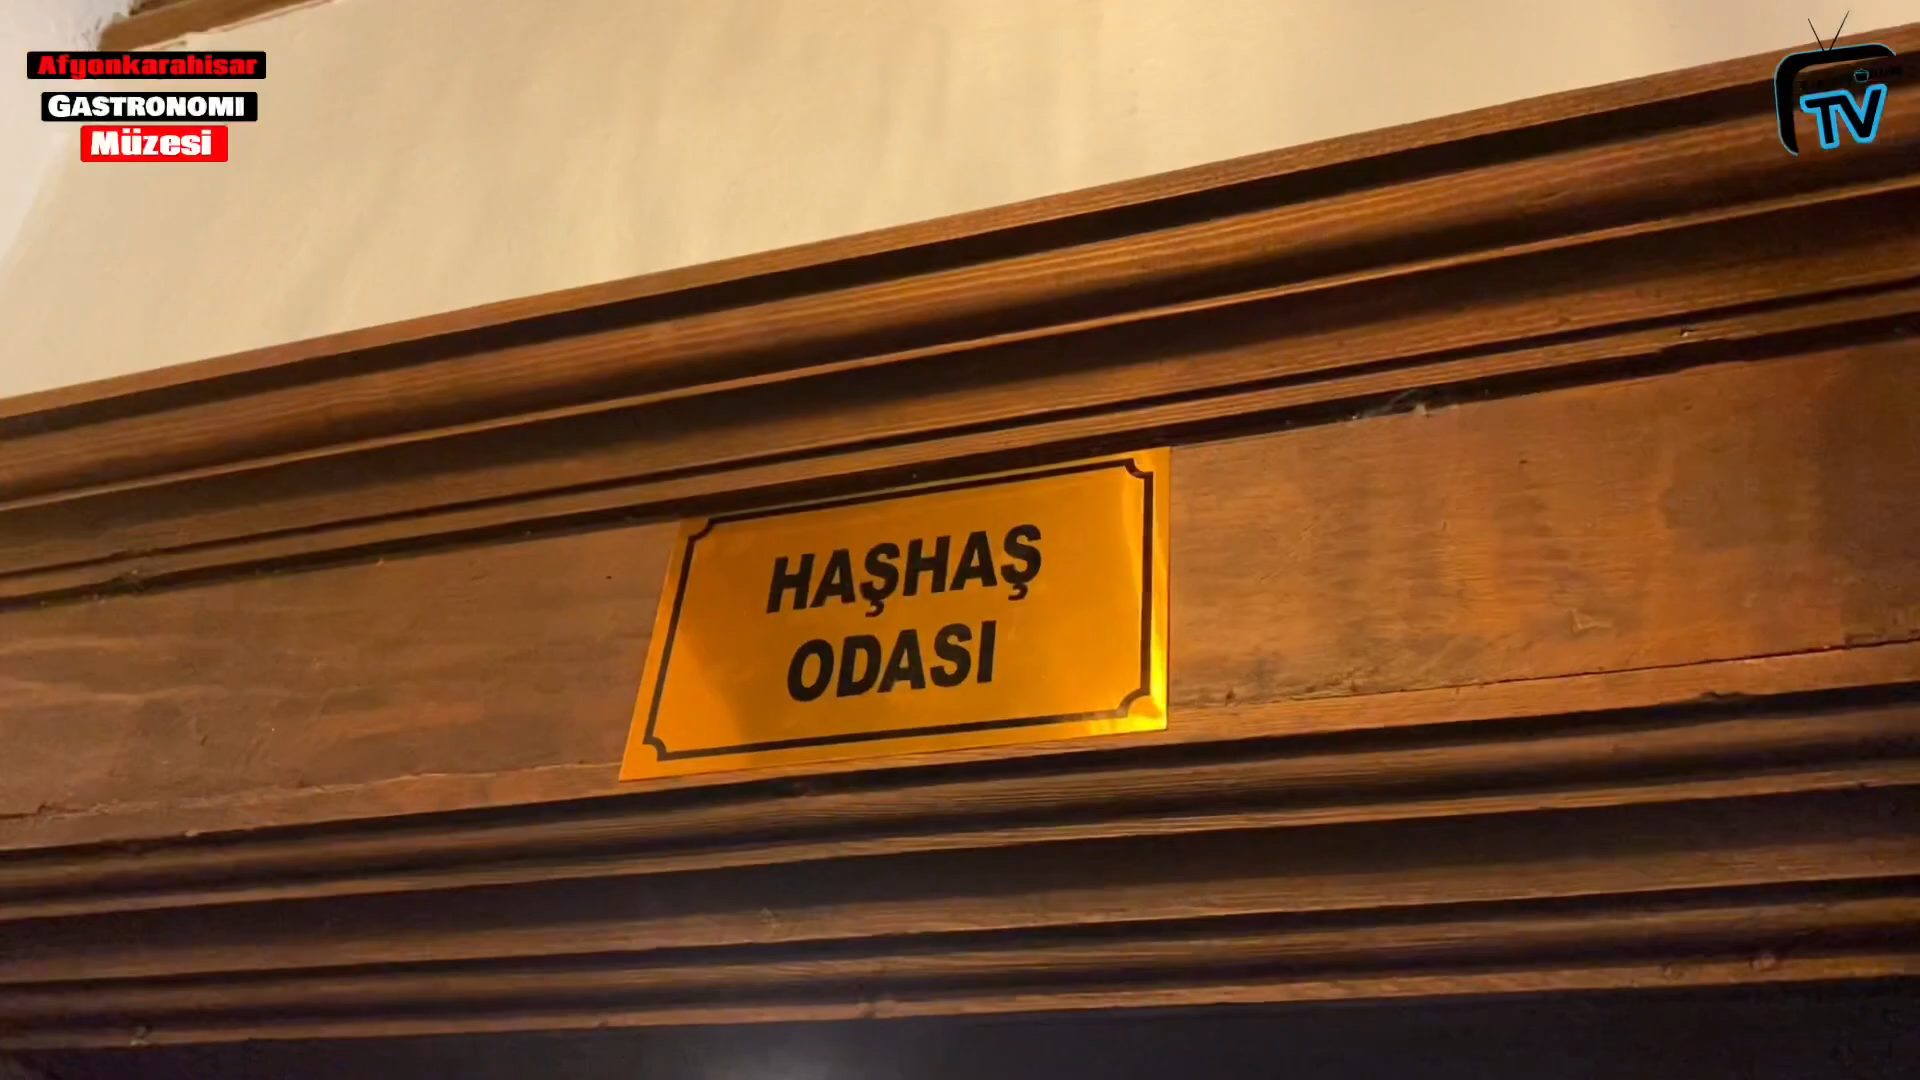 Afyonkarahisar
GASTRONOMI
Müzesi
TV
HAŞHAŞ
ODASI